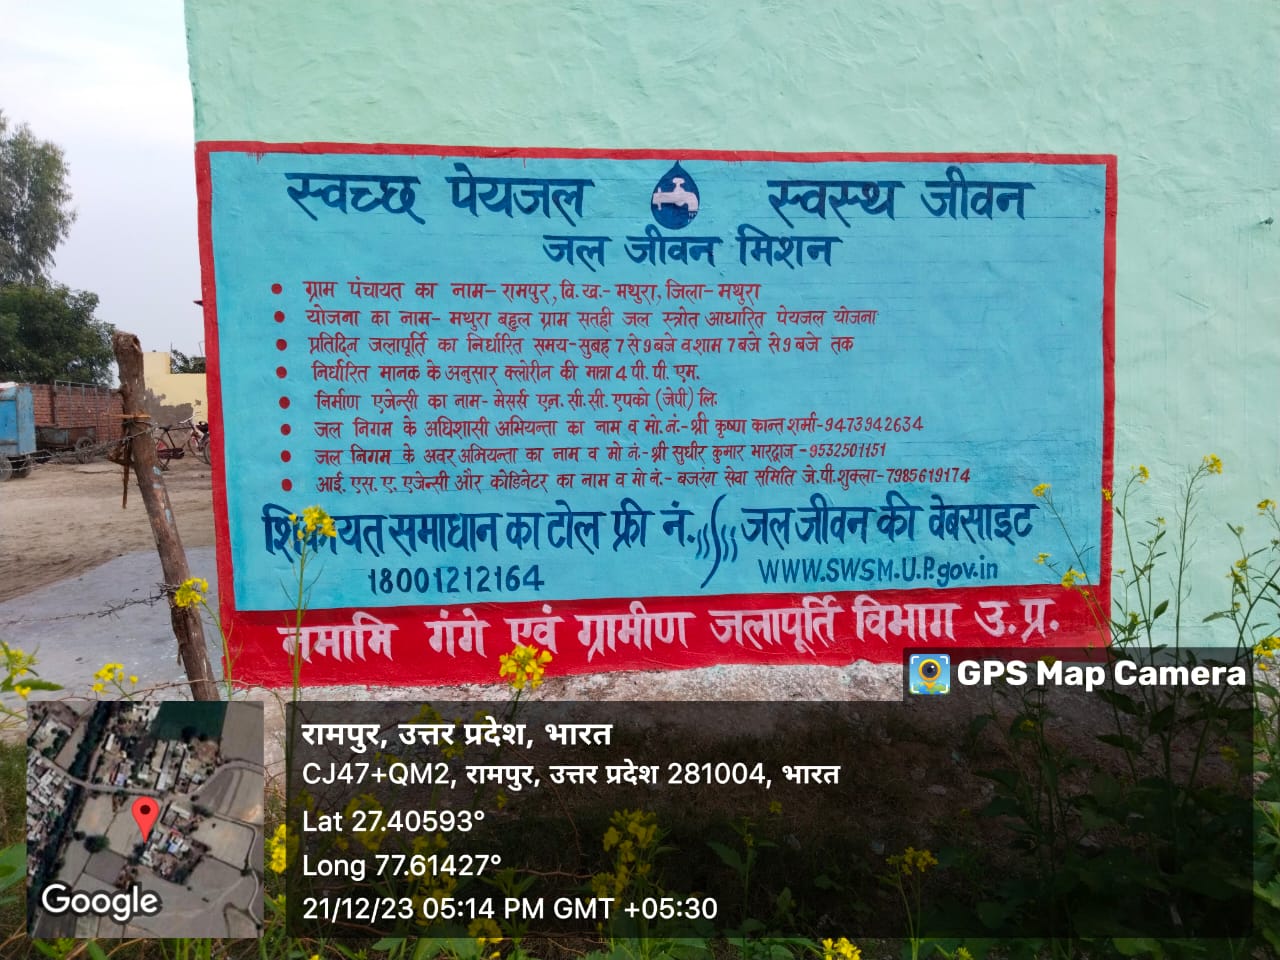 स्वच्छ पेयजल स्वस्थ जीवन
जल जीवन मिशन
• ग्राम पंचायत का नाम- रामपुर, वि.ख.- मथुरा, जिला- मथुरा
• योजना का नाम- मथुरा बहुल ग्राम सतही जल स्त्रोत आधारित पेयजल योजना
• प्रतिदिन जलापूर्ति का निर्धारित समय-सुबह 7 से 9 बजे व शाम 7 बजे से 9 बजे तक
• निर्धारित मानक के अनुसार क्लोरीन की मात्रा 4 पी. पी. एम.
• निर्माण एजेन्सी का नाम- मेसर्स एन. सी. सी. एपको (जेपी) लि.
• जल निगम के अधिशासी अभियन्ता का नाम व मो. नं.-श्री कृष्ण कान्त शर्मा-9473942634
• जल निगम के अवर अभियन्ता का नाम व मो नं.-श्री सुधीर कुमार भारद्वाज -9532501151
• आई. एस. ए. एजेन्सी और कोडिनेटर का नाम व मो नं.- बजरंग सेवा समिति जे.पी.शुक्ला-7985619174
शिकायत समाधान का टोल फ्री नं. जल जीवन की वेबसाइट
18001212164 WWW.SWSM.U.P.gov.in
नमामि गंगे एवं ग्रामीण जलापूर्ति विभाग उ.प्र.
GPS Map Camera
रामपुर, उत्तर प्रदेश, भारत
CJ47+QM2, रामपुर, उत्तर प्रदेश 281004, भारत
Lat 27.40593°
Long 77.61427°
21/12/23 05:14 PM GMT +05:30
Google